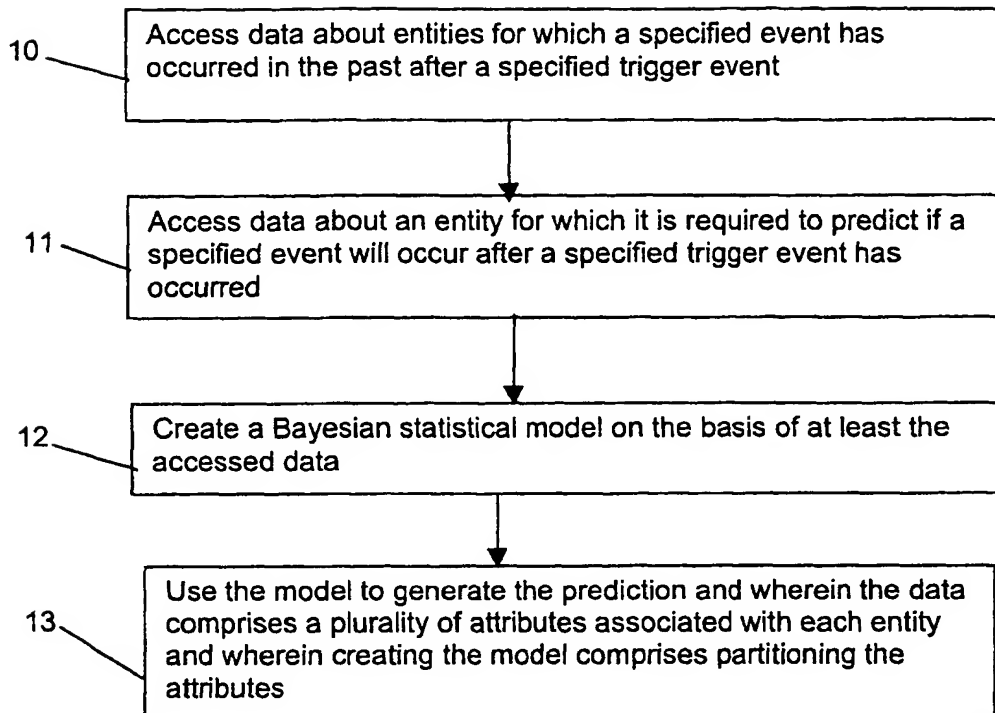 10
Access data about entities for which a specified event has
occurred in the past after a specified trigger event
11
Access data about an entity for which it is required to predict if a
specified event will occur after a specified trigger event has
occurred
12
Create a Bayesian statistical model on the basis of at least the
accessed data
13
Use the model to generate the prediction and wherein the data
comprises a plurality of attributes associated with each entity
and wherein creating the model comprises partitioning the
attributes